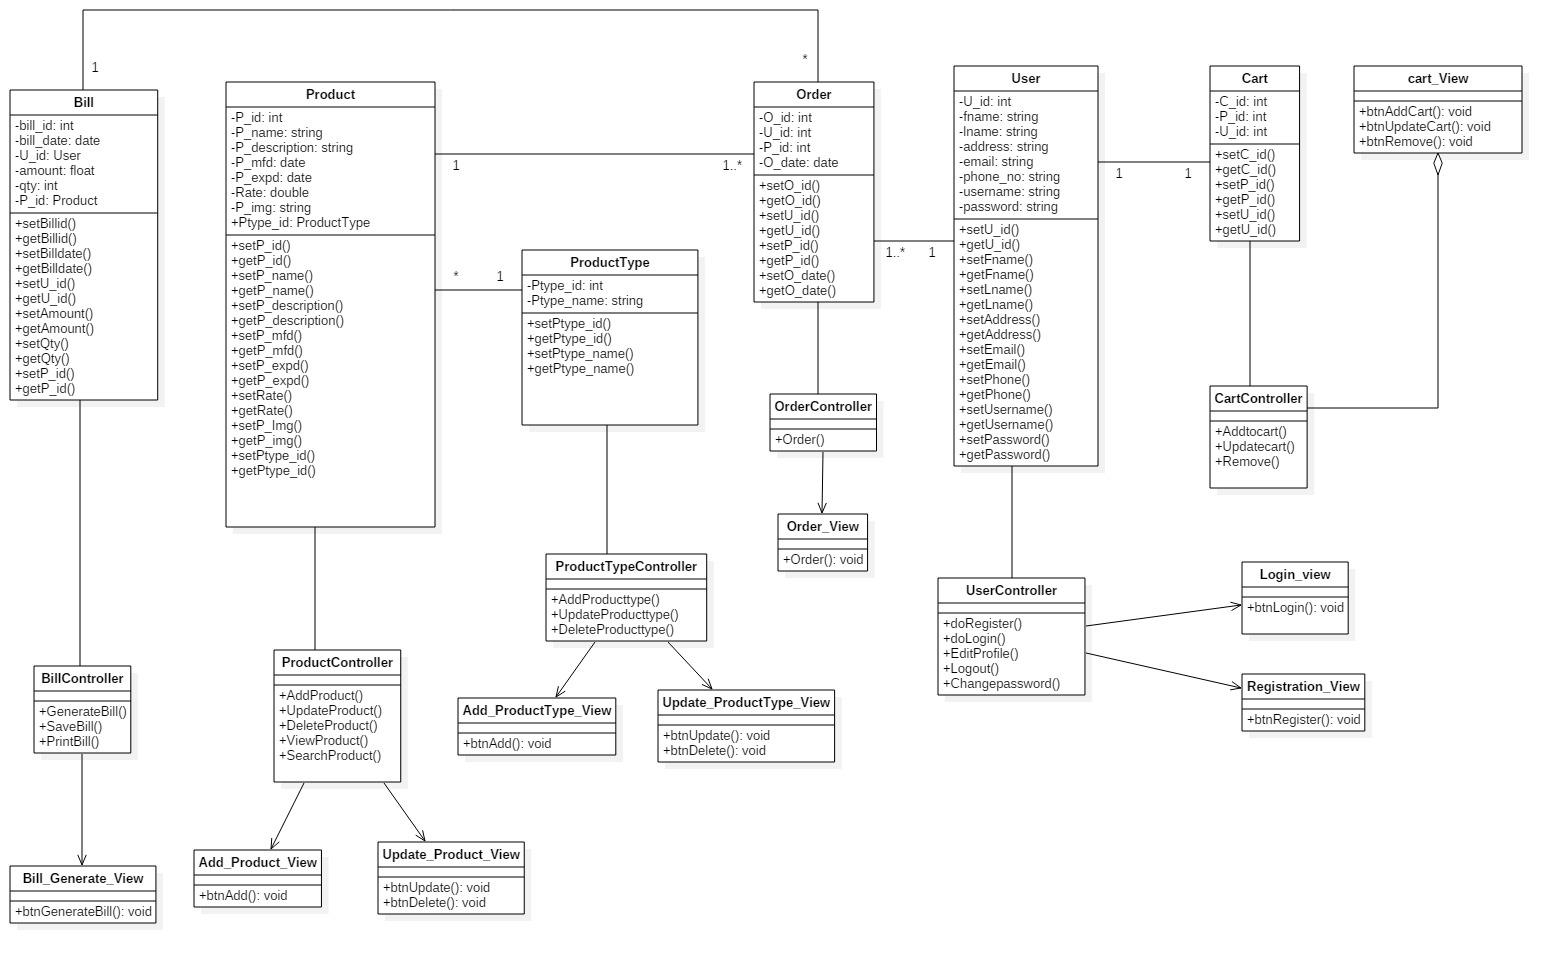 1
*
Bill
-bill_id: int
-bill_date: date
-U_id: User
-amount: float
-qty: int
-P_id: Product
+setBillid()
+getBillid()
+setBilldate()
+getBilldate()
+setU_id()
+getU_id()
+setAmount()
+getAmount()
+setQty()
+getQty()
+setP_id()
+getP_id()
Product
-P_id: int
-P_name: string
-P_description: string
-P_mfd: date
-P_expd: date
-Rate: double
-P_img: string
+Ptype_id: ProductType
+setP_id()
+getP_id()
+setP_name()
+getP_name()
+setP_description()
+getP_description()
+setP_mfd()
+getP_mfd()
+setP_expd()
+getP_expd()
+setRate()
+getRate()
+setP_Img()
+getP_img()
+setPtype_id()
+getPtype_id()
1
1..*
*
1
ProductType
-Ptype_id: int
-Ptype_name: string
+setPtype_id()
+getPtype_id()
+setPtype_name()
+getPtype_name()
Order
-O_id: int
-U_id: int
-P_id: int
-O_date: date
+setO_id()
+getO_id()
+setU_id()
+getU_id()
+setP_id()
+getP_id()
+setO_date()
+getO_date()
1..*
1
User
-U_id: int
-fname: string
-lname: string
-address: string
-email: string
-phone_no: string
-username: string
-password: string
+setU_id()
+getU_id()
+setFname()
+getFname()
+setLname()
+getLname()
+setAddress()
+getAddress()
+setEmail()
+getEmail()
+setPhone()
+getPhone()
+setUsername()
+getUsername()
+setPassword()
+getPassword()
1
1
Cart
-C_id: int
-P_id: int
-U_id: int
+setC_id()
+getC_id()
+setP_id()
+getP_id()
+setU_id()
+getU_id()
cart_View
+btnAddCart(): void
+btnUpdateCart(): void
+btnRemove(): void
OrderController
+Order()
CartController
+Addtocart()
+Updatecart()
+Remove()
Order_View
+Order(): void
ProductTypeController
+AddProducttype()
+UpdateProducttype()
+DeleteProducttype()
UserController
+doRegister()
+doLogin()
+EditProfile()
+Logout()
+Changepassword()
Login_view
+btnLogin(): void
Registration_View
+btnRegister(): void
BillController
+GenerateBill()
+SaveBill()
+PrintBill()
ProductController
+AddProduct()
+UpdateProduct()
+DeleteProduct()
+ViewProduct()
+SearchProduct()
Add_ProductType_View
+btnAdd(): void
Update_ProductType_View
+btnUpdate(): void
+btnDelete(): void
Bill_Generate_View
+btnGenerateBill(): void
Add_Product_View
+btnAdd(): void
Update_Product_View
+btnUpdate(): void
+btnDelete(): void